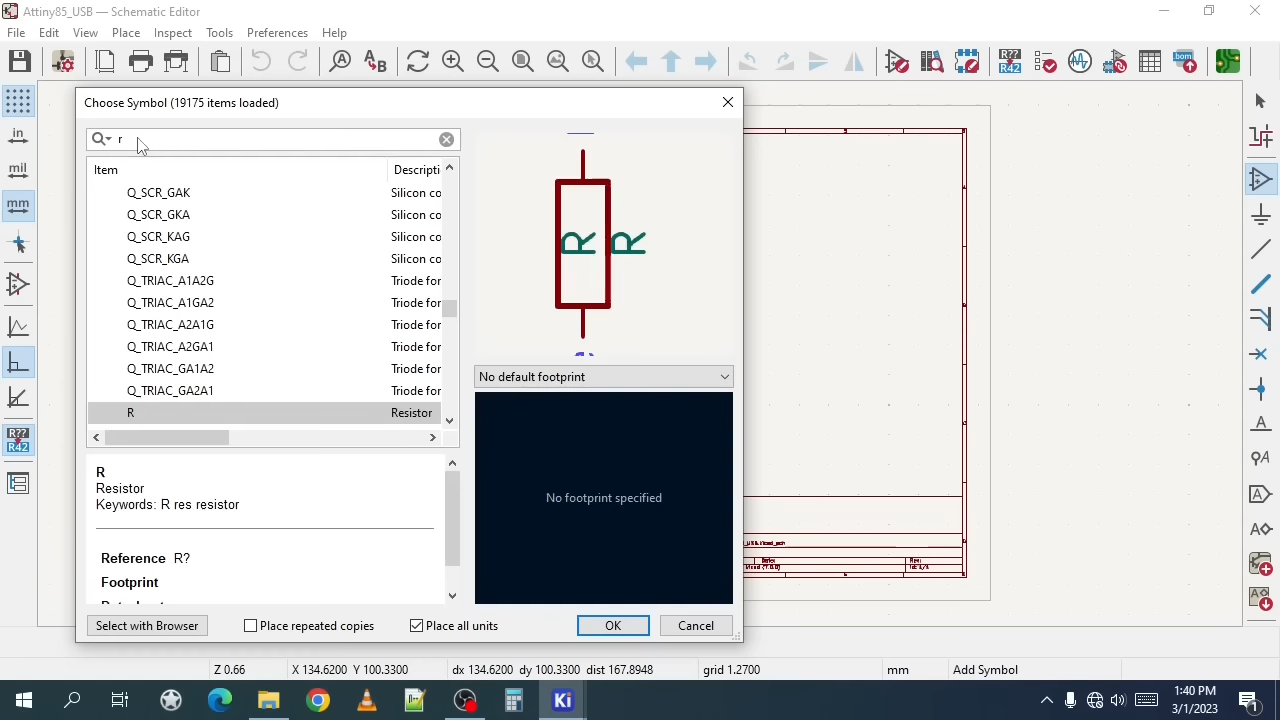 Attiny85_USB — Schematic Editor
File Edit View Place Inspect Tools Preferences Help
Choose Symbol (19175 items loaded)
r
Item Descripti
Q_SCR_GAK Silicon co
Q_SCR_GKA Silicon co
Q_SCR_KAG Silicon co
Q_SCR_KGA Silicon co
Q_TRIAC_A1A2G Triode for
Q_TRIAC_A1GA2 Triode for
Q_TRIAC_A2A1G Triode for
Q_TRIAC_A2GA1 Triode for
Q_TRIAC_GA1A2 Triode for
Q_TRIAC_GA2A1 Triode for
R Resistor
R R
No default footprint
No footprint specified
R
Resistor
Keywords: R res resistor
Reference R?
Footprint
Select with Browser Place repeated copies Place all units OK Cancel
in
mil
mm
R??
R42
R??
R42
bom
Z 0.66 X 134.6200 Y 100.3300 dx 134.6200 dy 100.3300 dist 167.8948 grid 1.2700 mm Add Symbol
Ki
1:40 PM
3/1/2023
1